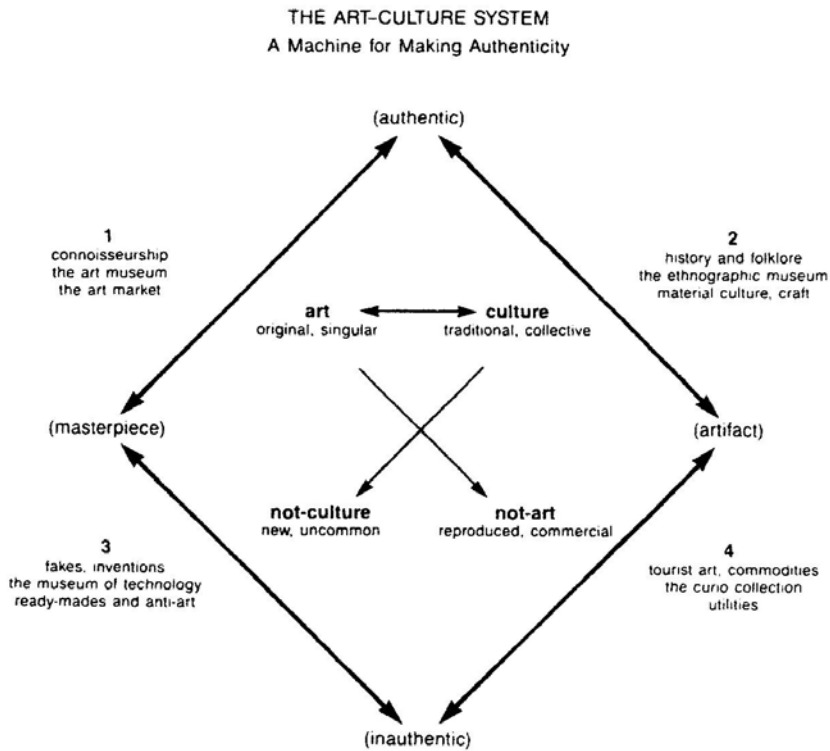 THE ART–CULTURE SYSTEM
A Machine for Making Authenticity
(authentic)
1
connoisseurship
the art museum
the art market
2
history and folklore
the ethnographic museum
material culture, craft
art
original, singular
culture
traditional, collective
(masterpiece)
(artifact)
not-culture
new, uncommon
not-art
reproduced, commercial
3
fakes, inventions
the museum of technology
ready-mades and anti-art
4
tourist art, commodities
the curio collection
utilities
(inauthentic)